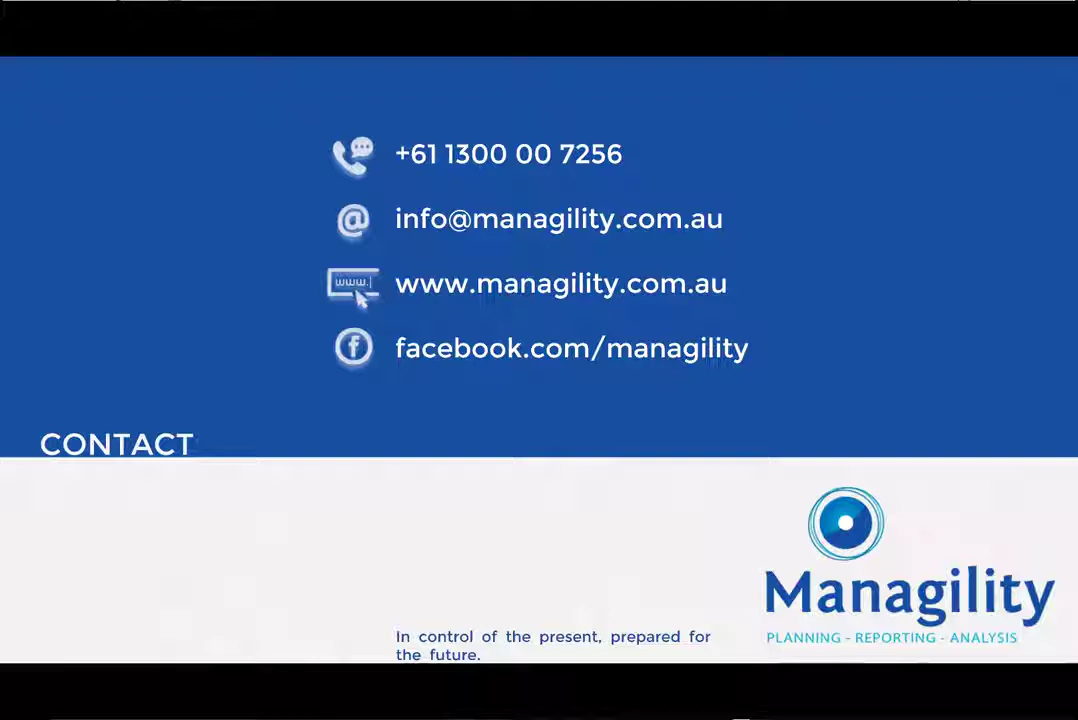 +61 1300 00 7256
info@managility.com.au
www.
www.managility.com.au
facebook.com/managility
CONTACT
Managility
PLANNING - REPORTING - ANALYSIS
In control of the present, prepared for
the future.